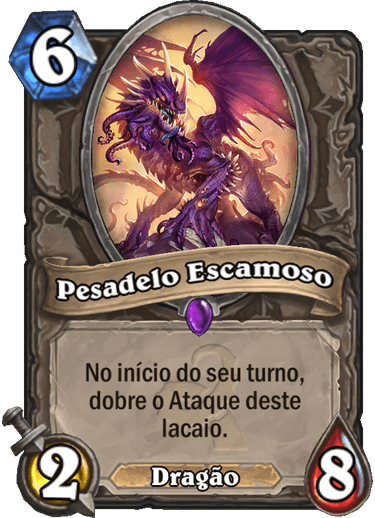 6
Pesadelo Escamoso
No início do seu turno,
dobre o Ataque deste
lacaio.
2
Dragão
8